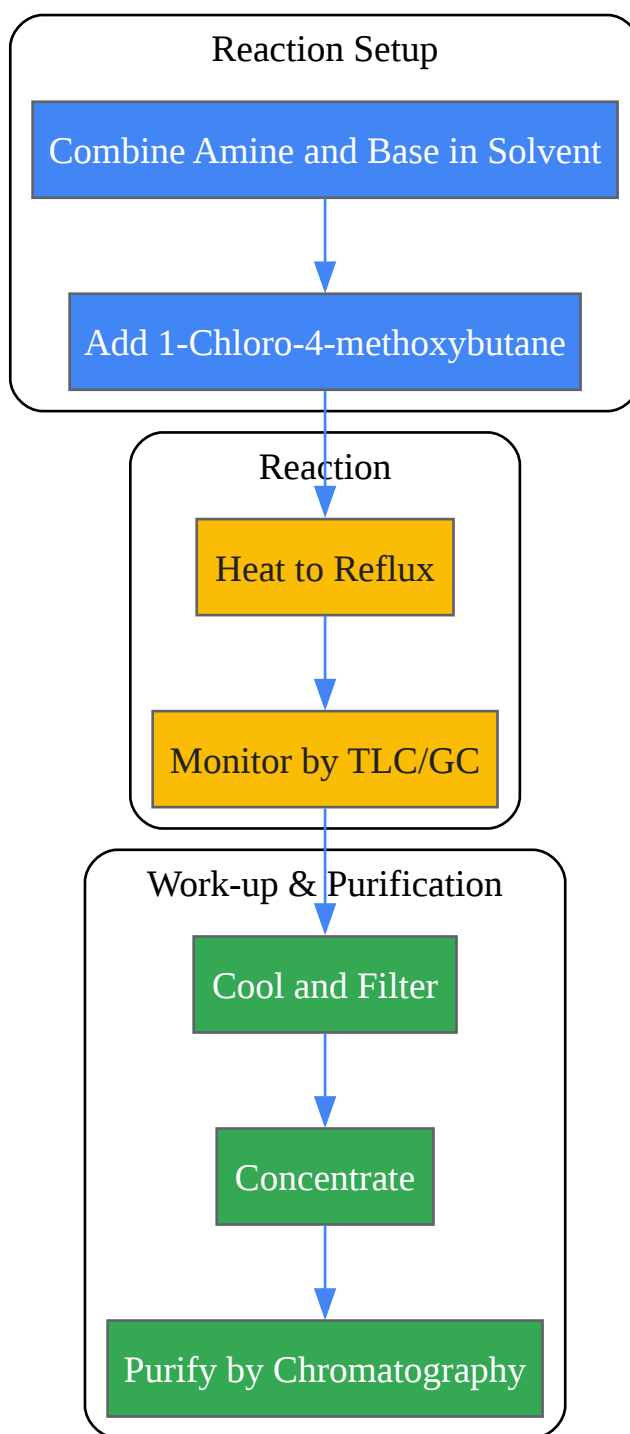 Reaction Setup
Combine Amine and Base in Solvent
Add 1-Chloro-4-methoxybutane
Reaction
Heat to Reflux
Monitor by TLC/GC
Work-up & Purification
Cool and Filter
Concentrate
Purify by Chromatography